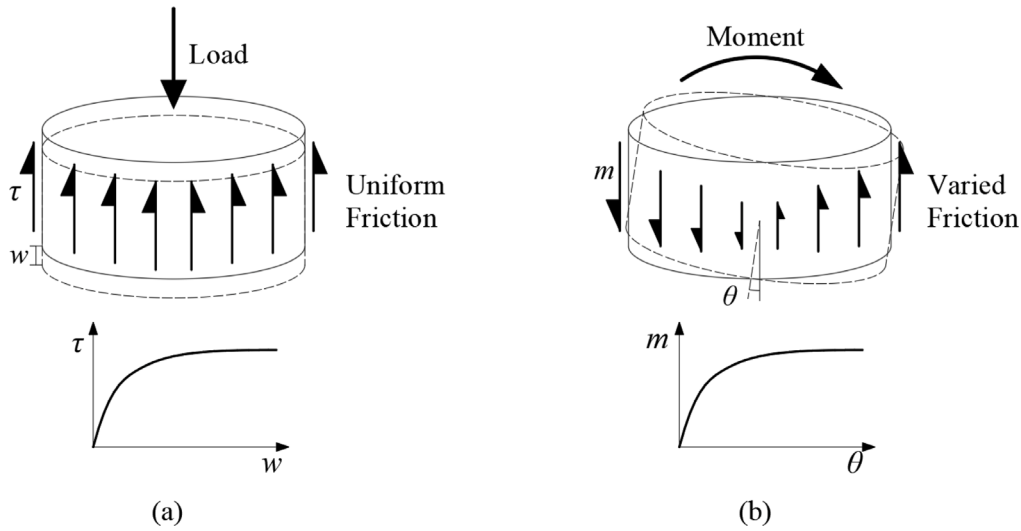 Load
τ
Uniform
Friction
w
τ
w
(a)
Moment
m
Varied
Friction
θ
m
θ
(b)